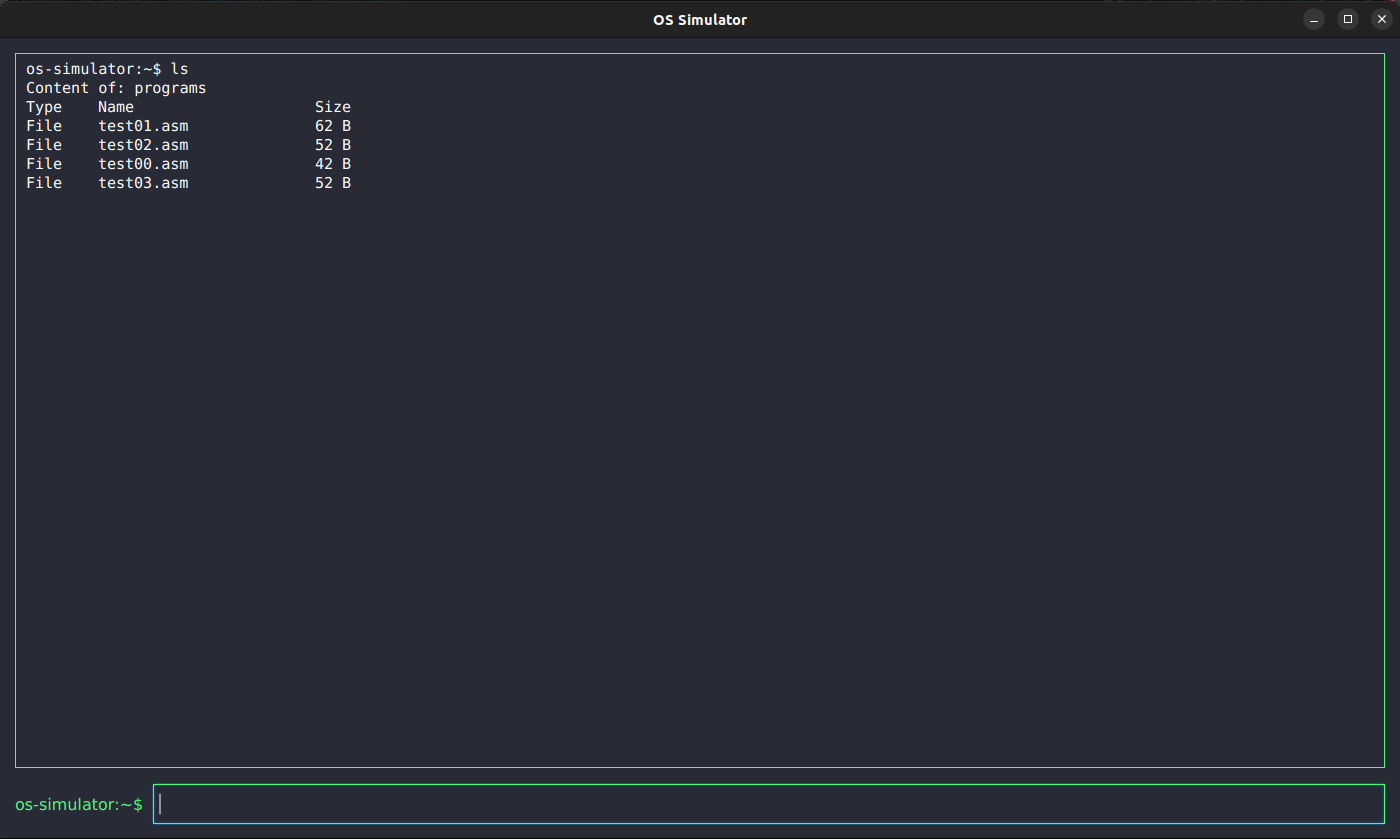 OS Simulator
os-simulator:~$ ls
Content of: programs
Type    Name                    Size
File    test01.asm              62 B
File    test02.asm              52 B
File    test00.asm              42 B
File    test03.asm              52 B
os-simulator:~$